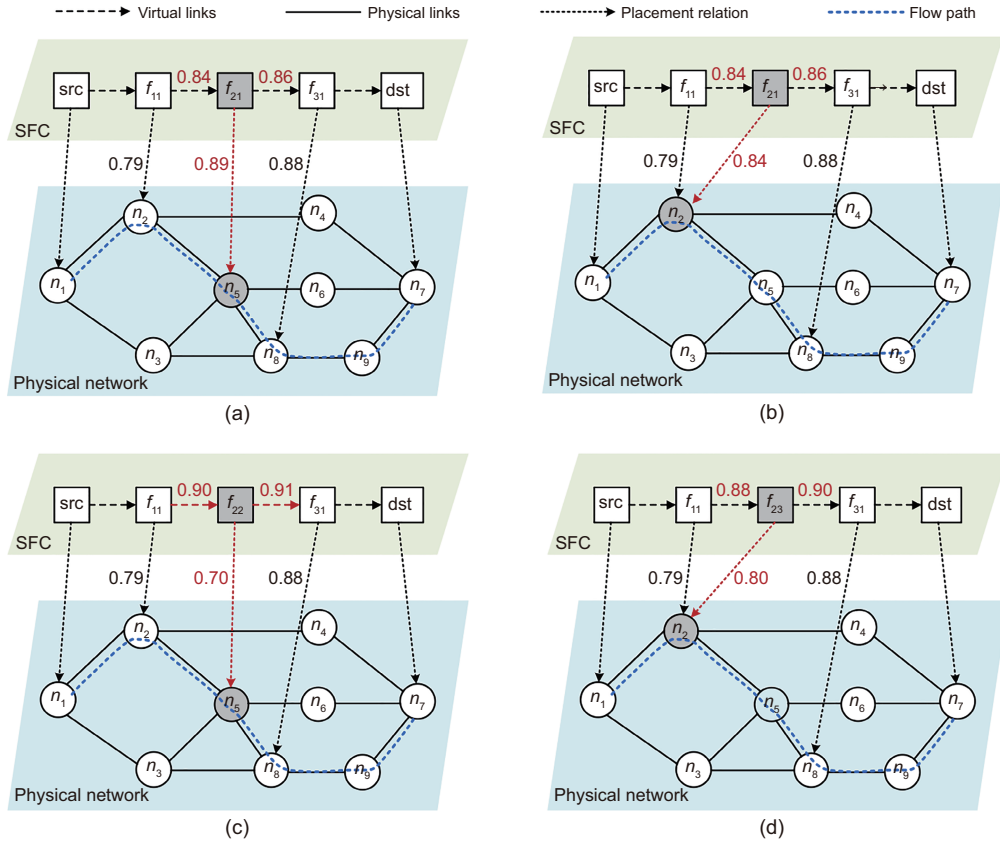 Virtual links Physical links Placement relation Flow path
src f11 0.84 f21 0.86 f31 dst
SFC
0.79 0.89 0.88
n2 n4
n1 n5 n6 n7
n3 n8 n9
Physical network
(a)
src f11 0.84 f21 0.86 f31 dst
SFC
0.79 0.84 0.88
n2 n4
n1 n5 n6 n7
n3 n8 n9
Physical network
(b)
src f11 0.90 f22 0.91 f31 dst
SFC
0.79 0.70 0.88
n2 n4
n1 n5 n6 n7
n3 n8 n9
Physical network
(c)
src f11 0.88 f23 0.90 f31 dst
SFC
0.79 0.80 0.88
n2 n4
n1 n5 n6 n7
n3 n8 n9
Physical network
(d)